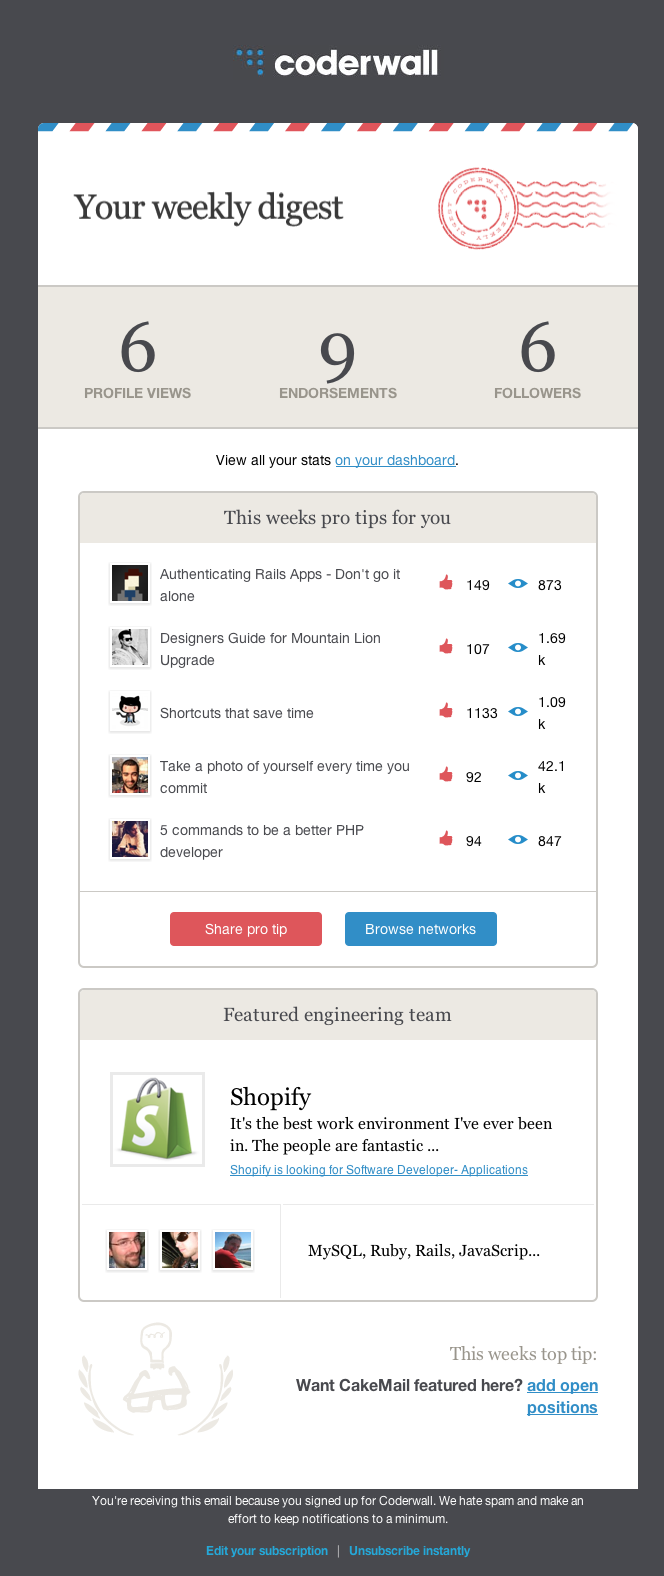 coderwall
Your weekly digest
CODERWALL WEEKLY DIGEST
6
PROFILE VIEWS
9
ENDORSEMENTS
6
FOLLOWERS
View all your stats on your dashboard.
This weeks pro tips for you
Authenticating Rails Apps - Don't go it
alone
149
873
Designers Guide for Mountain Lion
Upgrade
107
1.69
k
Shortcuts that save time
1133
1.09
k
Take a photo of yourself every time you
commit
92
42.1
k
5 commands to be a better PHP
developer
94
847
Share pro tip
Browse networks
Featured engineering team
S
Shopify
It's the best work environment I've ever been
in. The people are fantastic ...
Shopify is looking for Software Developer- Applications
MySQL, Ruby, Rails, JavaScrip...
This weeks top tip:
Want CakeMail featured here? add open
positions
You're receiving this email because you signed up for Coderwall. We hate spam and make an
effort to keep notifications to a minimum.
Edit your subscription | Unsubscribe instantly